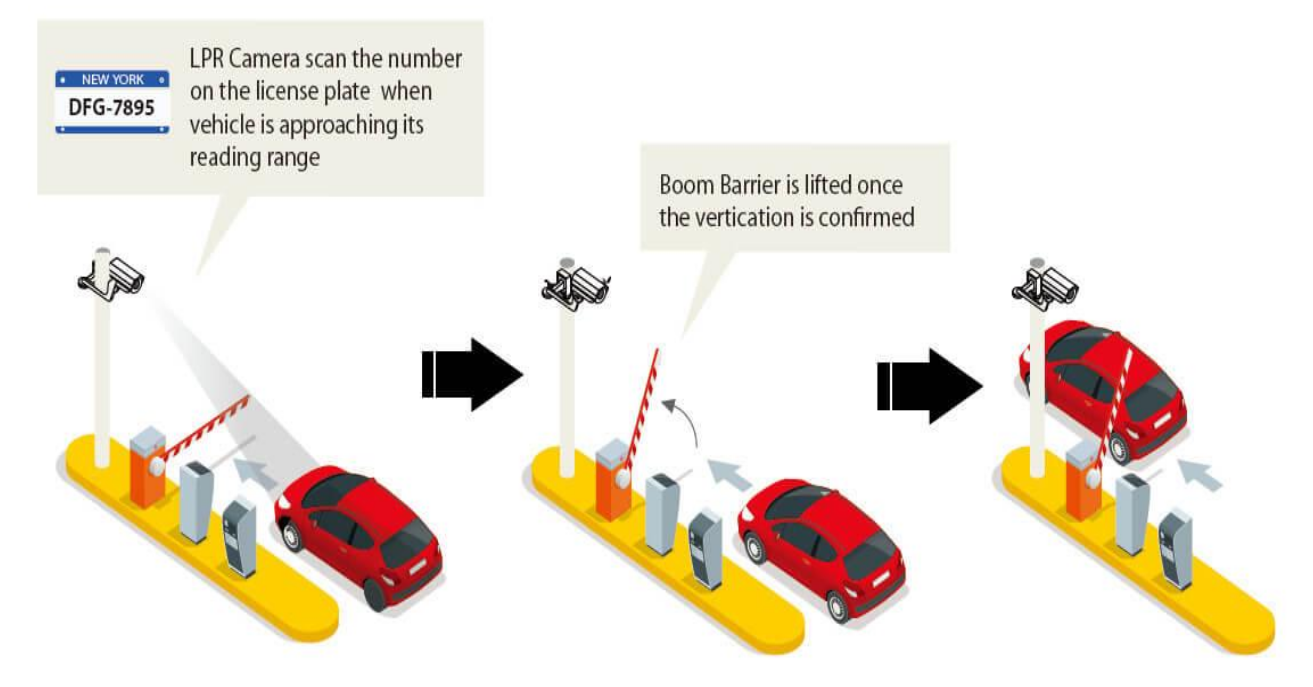 NEW YORK
DFG-7895
LPR Camera scan the number
on the license plate when
vehicle is approaching its
reading range
Boom Barrier is lifted once
the vertication is confirmed